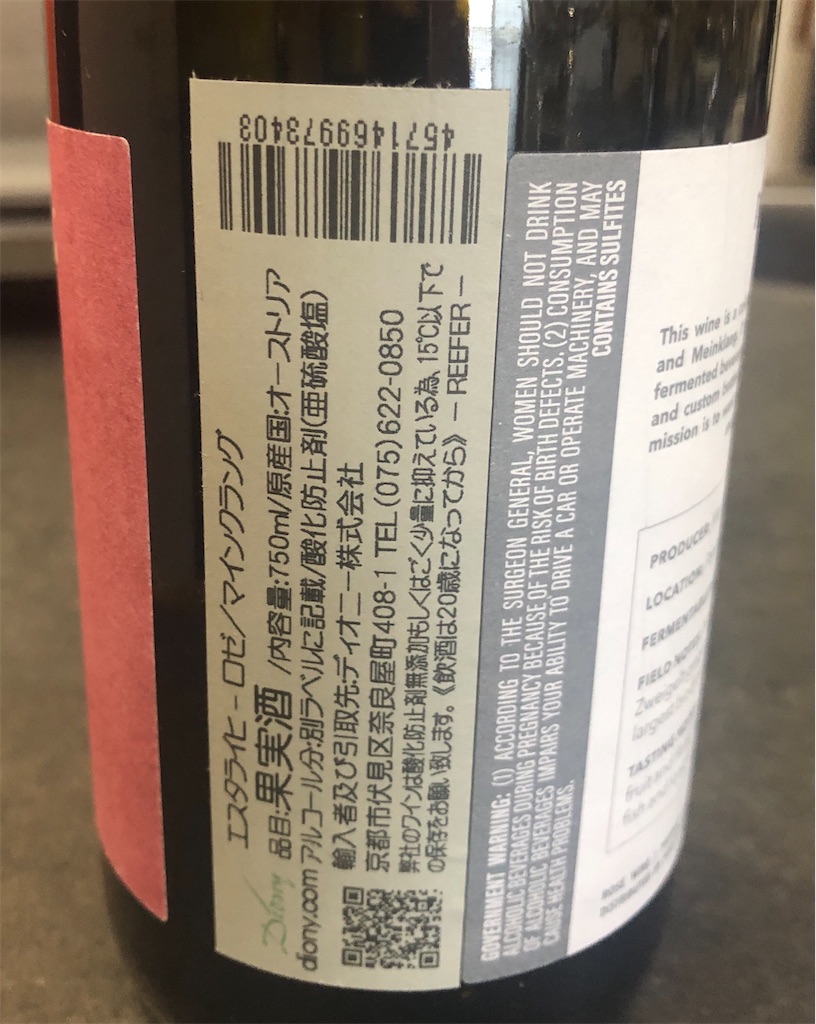 4571469973403
エスタライヒ - ロゼ/マインクラング
Diony
品目:果実酒 /内容量:750ml/原産国:オーストリア
diony.com アルコール分:別ラベルに記載/酸化防止剤(亜硫酸塩)
輸入者及び引取先:ディオニー株式会社
京都市伏見区奈良屋町408-1 TEL(075)622-0850
弊社のワインは酸化防止剤無添加もしくはごく少量に抑えている為、15℃以下で
の保存をお願い致します。《飲酒は20歳になってから》 ― REEFER ―
GOVERNMENT WARNING: (1) ACCORDING TO THE SURGEON GENERAL, WOMEN SHOULD NOT DRINK
ALCOHOLIC BEVERAGES DURING PREGNANCY BECAUSE OF THE RISK OF BIRTH DEFECTS. (2) CONSUMPTION
OF ALCOHOLIC BEVERAGES IMPAIRS YOUR ABILITY TO DRIVE A CAR OR OPERATE MACHINERY, AND MAY
CAUSE HEALTH PROBLEMS. CONTAINS SULFITES
This wine is a
and Meinklang
fermented
and custom
mission is to
PRODUCER:
LOCATION:
FIELD NOTES
Zweigelt
largest
TASTING
fruit and
fish and
ROSE WINE